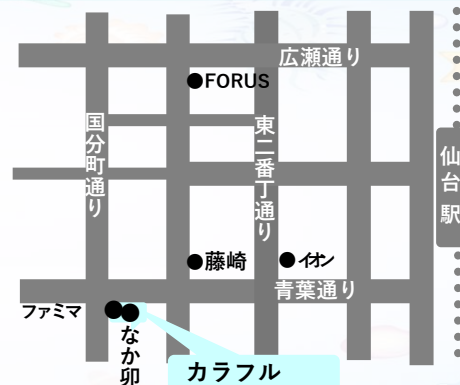 広瀬通り
FORUS
国分町通り
東二番丁通り
仙台駅
藤崎
イオン
青葉通り
ファミマ
なか卯
カラフル